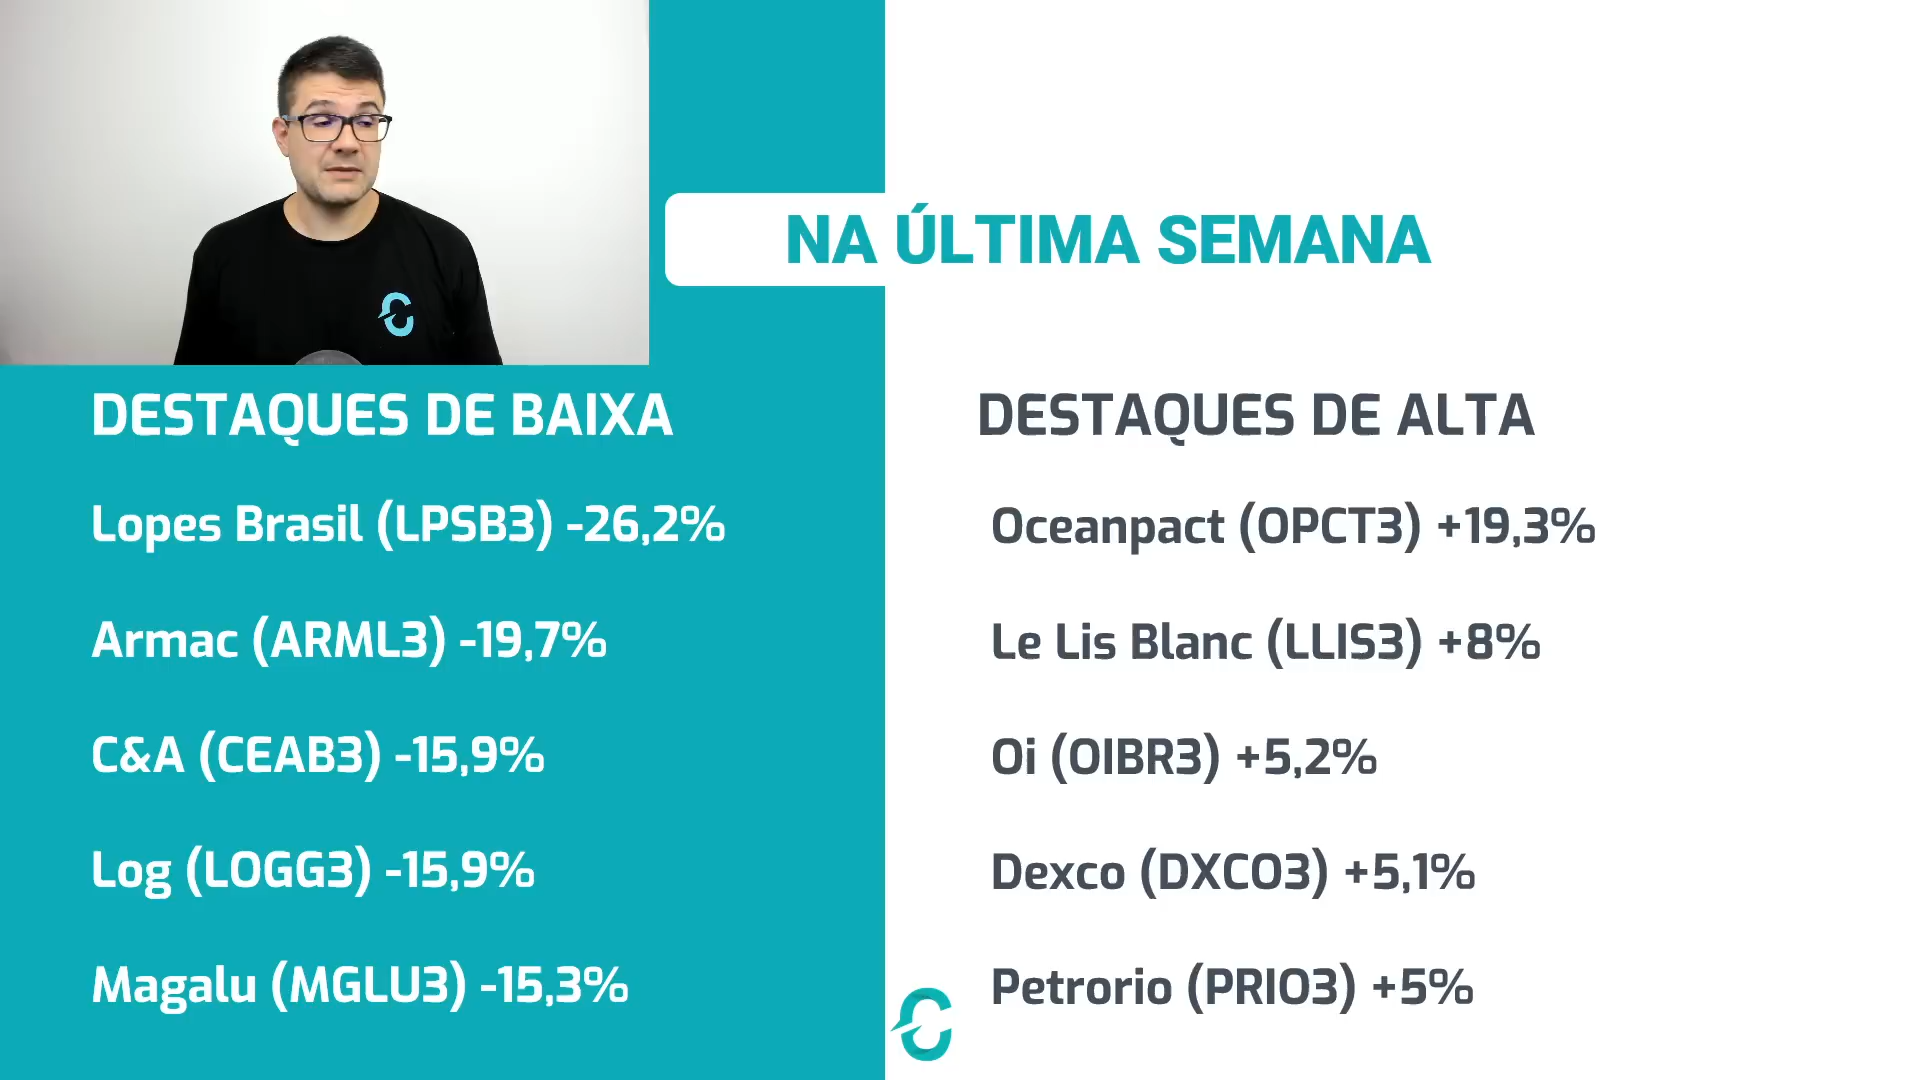 NA ÚLTIMA SEMANA
DESTAQUES DE BAIXA
Lopes Brasil (LPSB3) -26,2%
Armac (ARML3) -19,7%
C&A (CEAB3) -15,9%
Log (LOGG3) -15,9%
Magalu (MGLU3) -15,3%
DESTAQUES DE ALTA
Oceanpact (OPCT3) +19,3%
Le Lis Blanc (LLIS3) +8%
Oi (OIBR3) +5,2%
Dexco (DXCO3) +5,1%
Petrorio (PRIO3) +5%